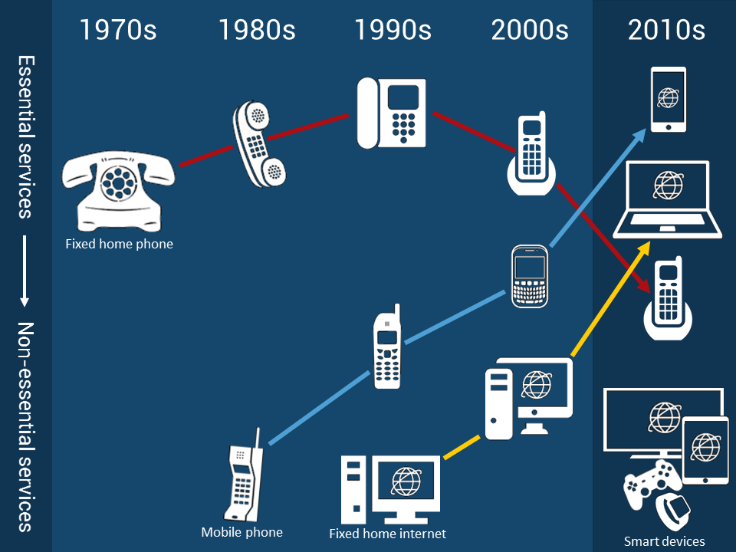 1970s
1980s
1990s
2000s
2010s
Essential services
Non-essential services
Fixed home phone
Mobile phone
Fixed home internet
Smart devices